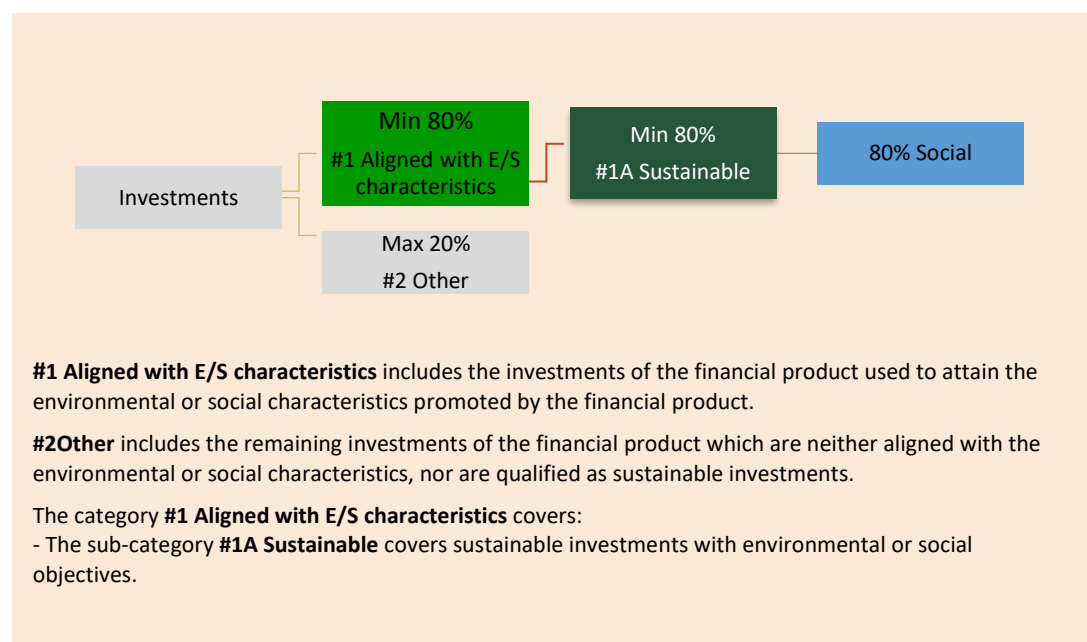 Min 80%
#1 Aligned with E/S
characteristics
Min 80%
#1A Sustainable
80% Social
Investments
Max 20%
#2 Other
#1 Aligned with E/S characteristics includes the investments of the financial product used to attain the
environmental or social characteristics promoted by the financial product.
#2Other includes the remaining investments of the financial product which are neither aligned with the
environmental or social characteristics, nor are qualified as sustainable investments.
The category #1 Aligned with E/S characteristics covers:
- The sub-category #1A Sustainable covers sustainable investments with environmental or social
objectives.